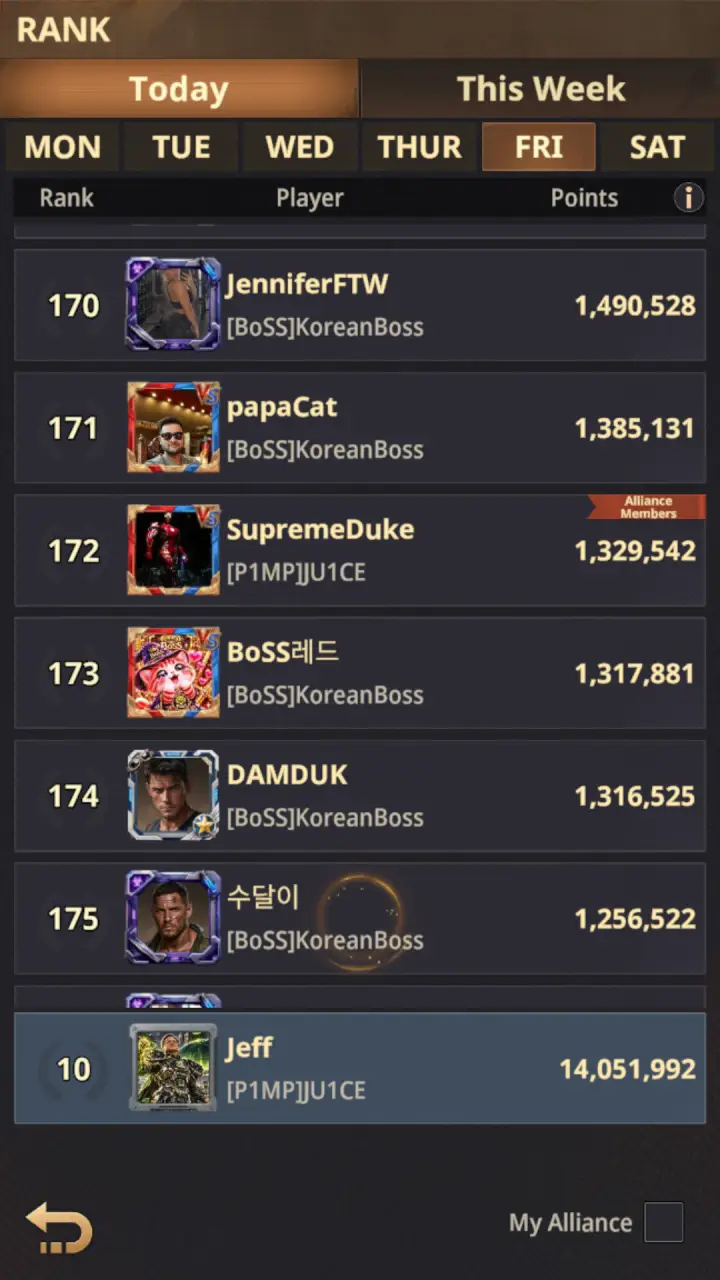 RANK
Today
This Week
MON
TUE
WED
THUR
FRI
SAT
Rank
Player
Points
i
170
JenniferFTW
[BoSS]KoreanBoss
1,490,528
171
papaCat
[BoSS]KoreanBoss
1,385,131
172
SupremeDuke
[P1MP]JU1CE
Alliance
Members
1,329,542
173
BoSS레드
[BoSS]KoreanBoss
1,317,881
174
DAMDUK
[BoSS]KoreanBoss
1,316,525
175
수달이
[BoSS]KoreanBoss
1,256,522
10
Jeff
[P1MP]JU1CE
14,051,992
My Alliance